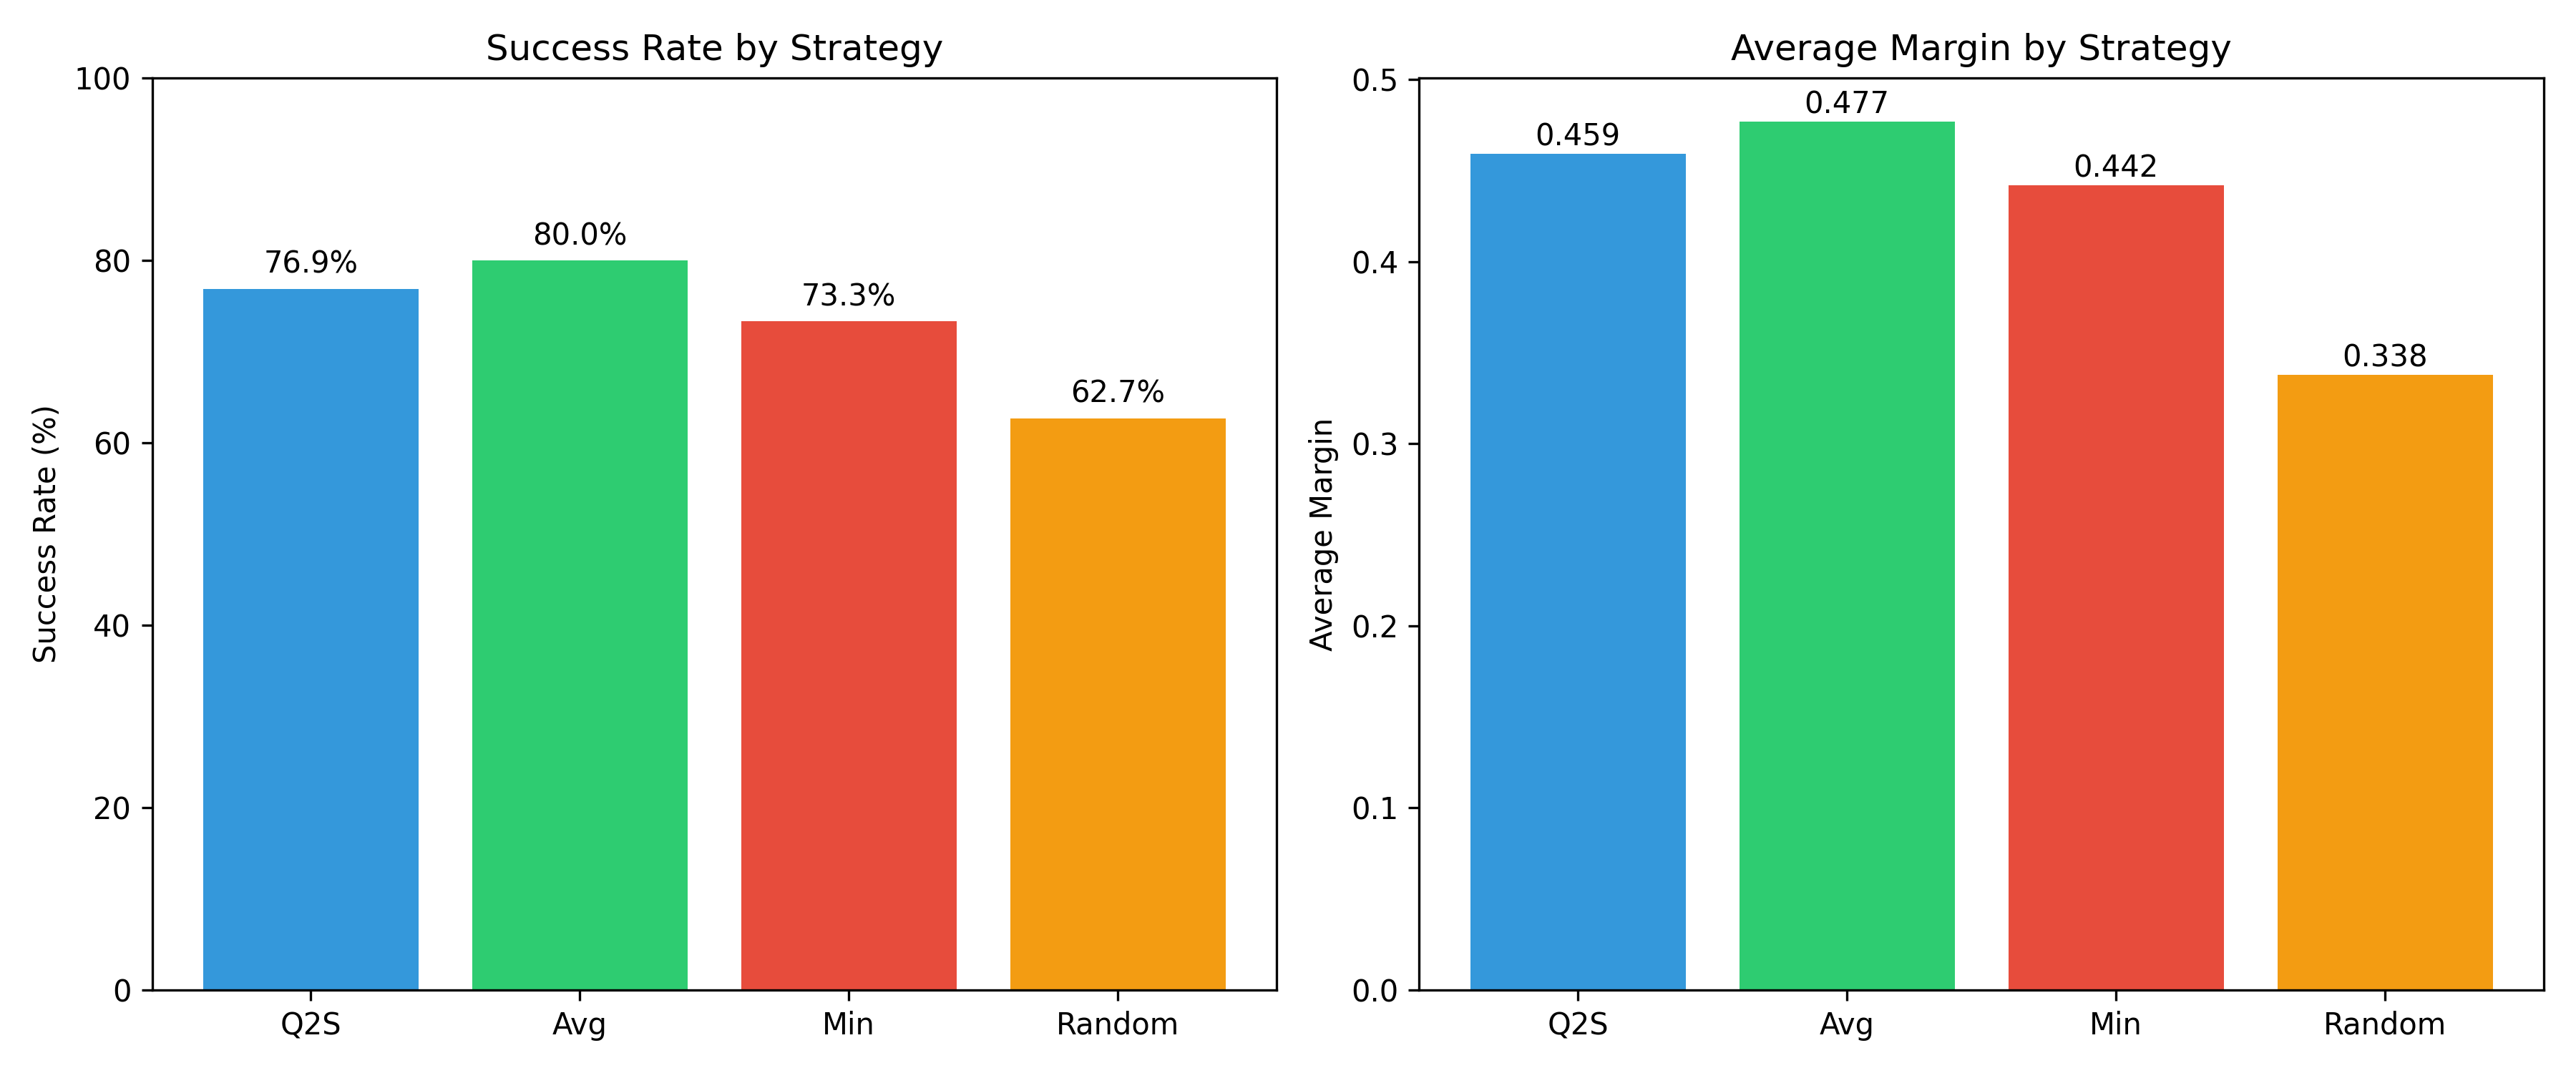 Success Rate by Strategy
Success Rate (%)
100
80
60
40
20
0
76.9%
80.0%
73.3%
62.7%
Q2S
Avg
Min
Random
Average Margin by Strategy
Average Margin
0.5
0.4
0.3
0.2
0.1
0.0
0.459
0.477
0.442
0.338
Q2S
Avg
Min
Random